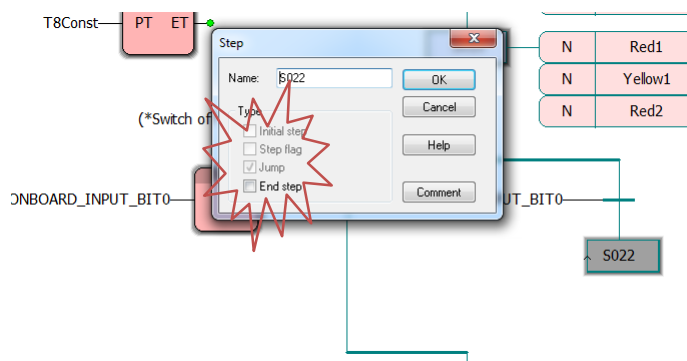 T8Const
PT ET
Step
Name: S022
OK
Type
Cancel
Initial step
Step flag
Help
Jump
End step
Comment
N Red1
N Yellow1
N Red2
(*Switch of
ONBOARD_INPUT_BIT0
UT_BIT0
S022